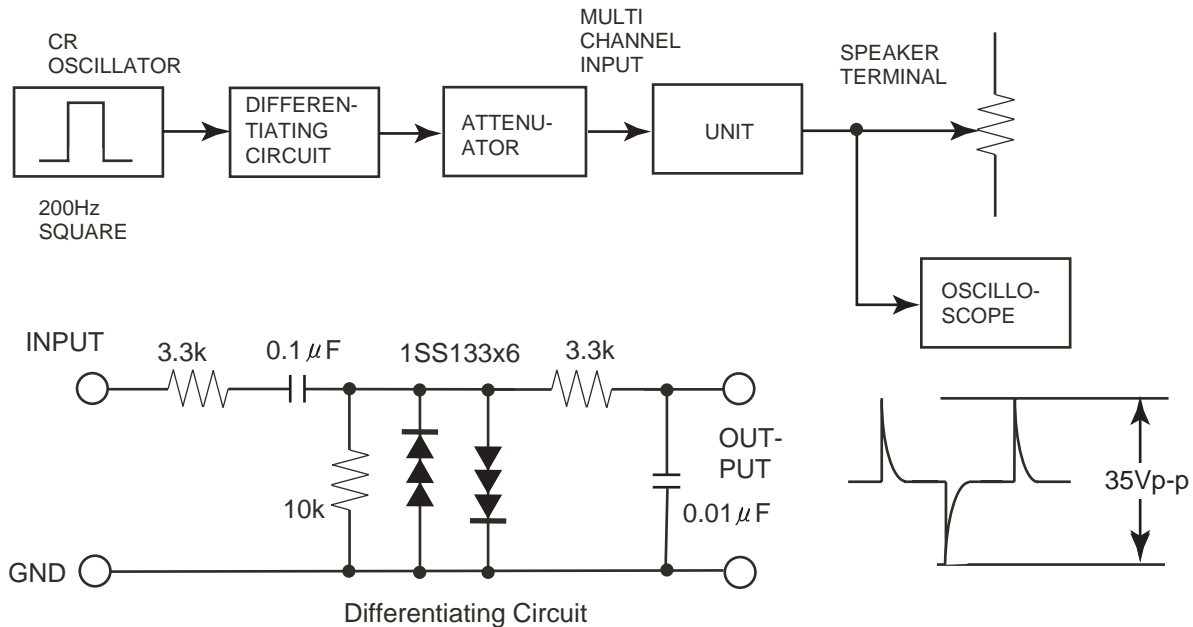 CR
OSCILLATOR
MULTI
CHANNEL
INPUT
SPEAKER
TERMINAL
DIFFEREN-
TIATING
CIRCUIT
ATTENU-
ATOR
UNIT
200Hz
SQUARE
OSCILLO-
SCOPE
INPUT
3.3k
0.1μF
1SS133x6
3.3k
OUT-
PUT
10k
0.01μF
35Vp-p
GND
Differentiating Circuit